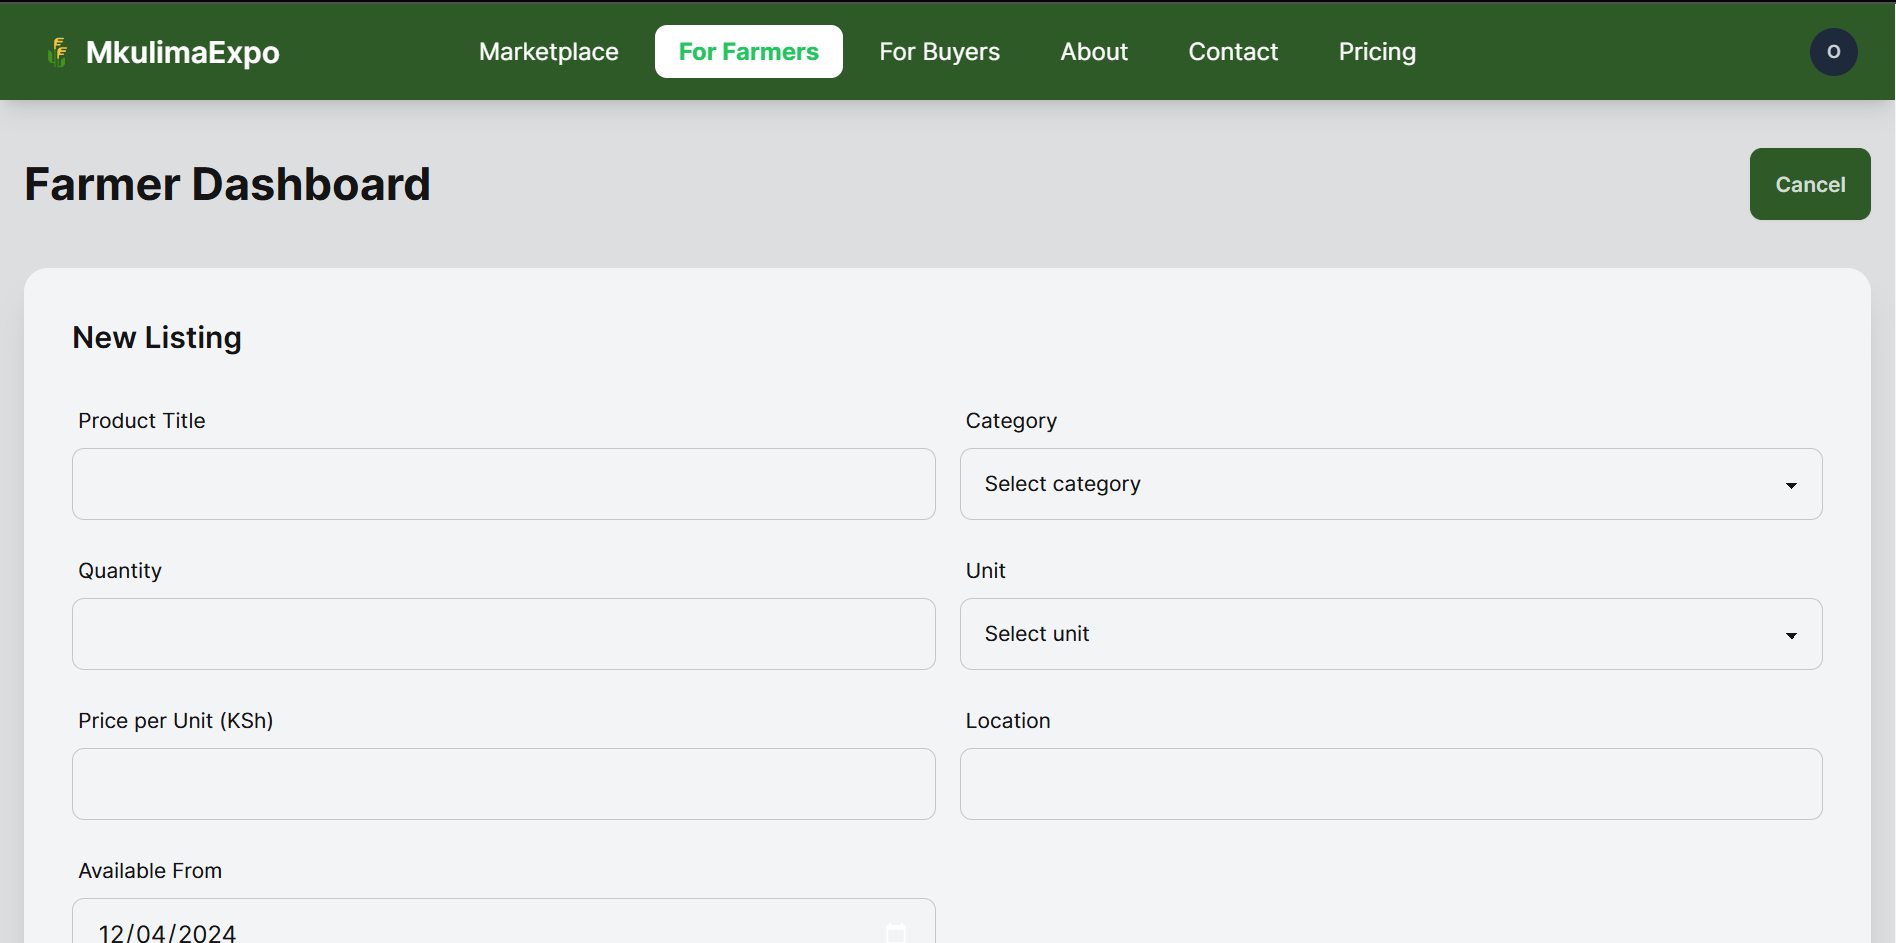 MkulimaExpo Marketplace For Farmers For Buyers About Contact Pricing O
Farmer Dashboard Cancel
New Listing
Product Title Category
Select category
Quantity Unit
Select unit
Price per Unit (KSh) Location
Available From
12/04/2024